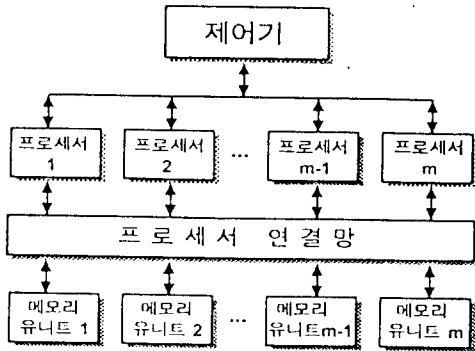 제어기
프로세서 1
프로세서 2
...
프로세서 m-1
프로세서 m
프로세서 연결망
메모리 유니트 1
메모리 유니트 2
...
메모리 유니트m-1
메모리 유니트 m